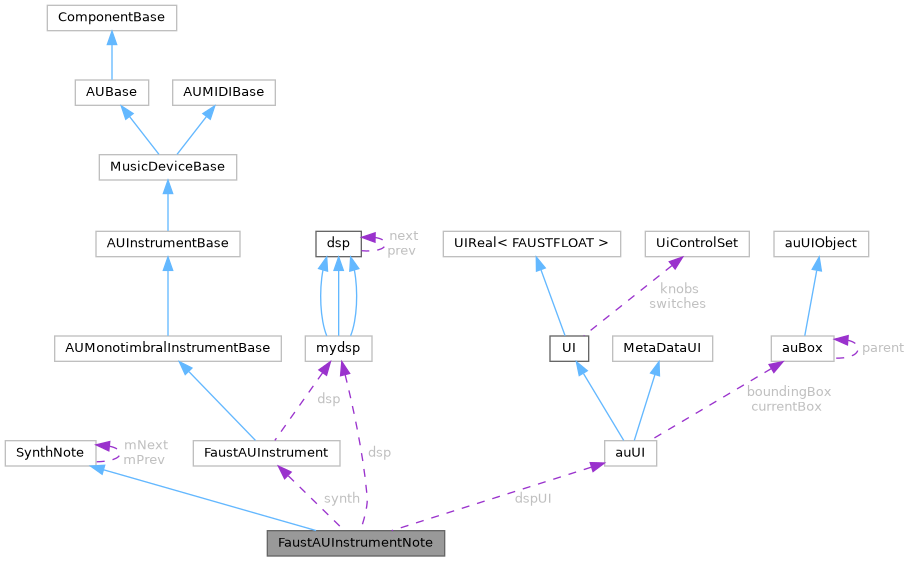 ComponentBase
AUBase
AUMIDIBase
MusicDeviceBase
AUInstrumentBase
dsp
next
prev
UIReal< FAUSTFLOAT >
UiControlSet
auUIObject
knobs
switches
AUMonotimbralInstrumentBase
mydsp
UI
MetaDataUI
auBox
parent
dsp
boundingBox
currentBox
SynthNote
mNext
mPrev
FaustAUInstrument
dsp
auUI
synth
dspUI
FaustAUInstrumentNote